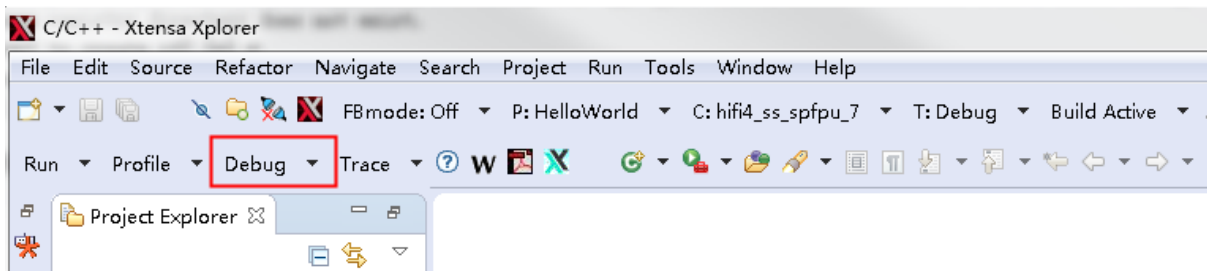 C/C++ - Xtensa Xplorer
File Edit Source Refactor Navigate Search Project Run Tools Window Help
FBmode: Off P: HelloWorld C: hifi4_ss_spfpu_7 T: Debug Build Active
Run Profile Debug Trace ? W
Project Explorer